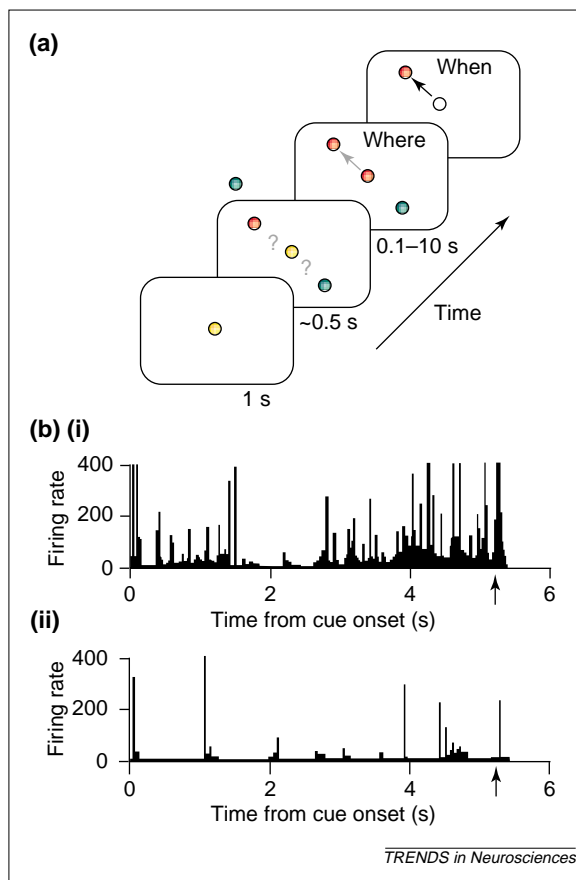 (a)
When
Where
?
?
0.1–10 s
~0.5 s
Time
1 s
(b) (i)
400
200
0
Firing rate
0 2 4 6
Time from cue onset (s)
(ii)
400
200
0
Firing rate
0 2 4 6
Time from cue onset (s)
TRENDS in Neurosciences